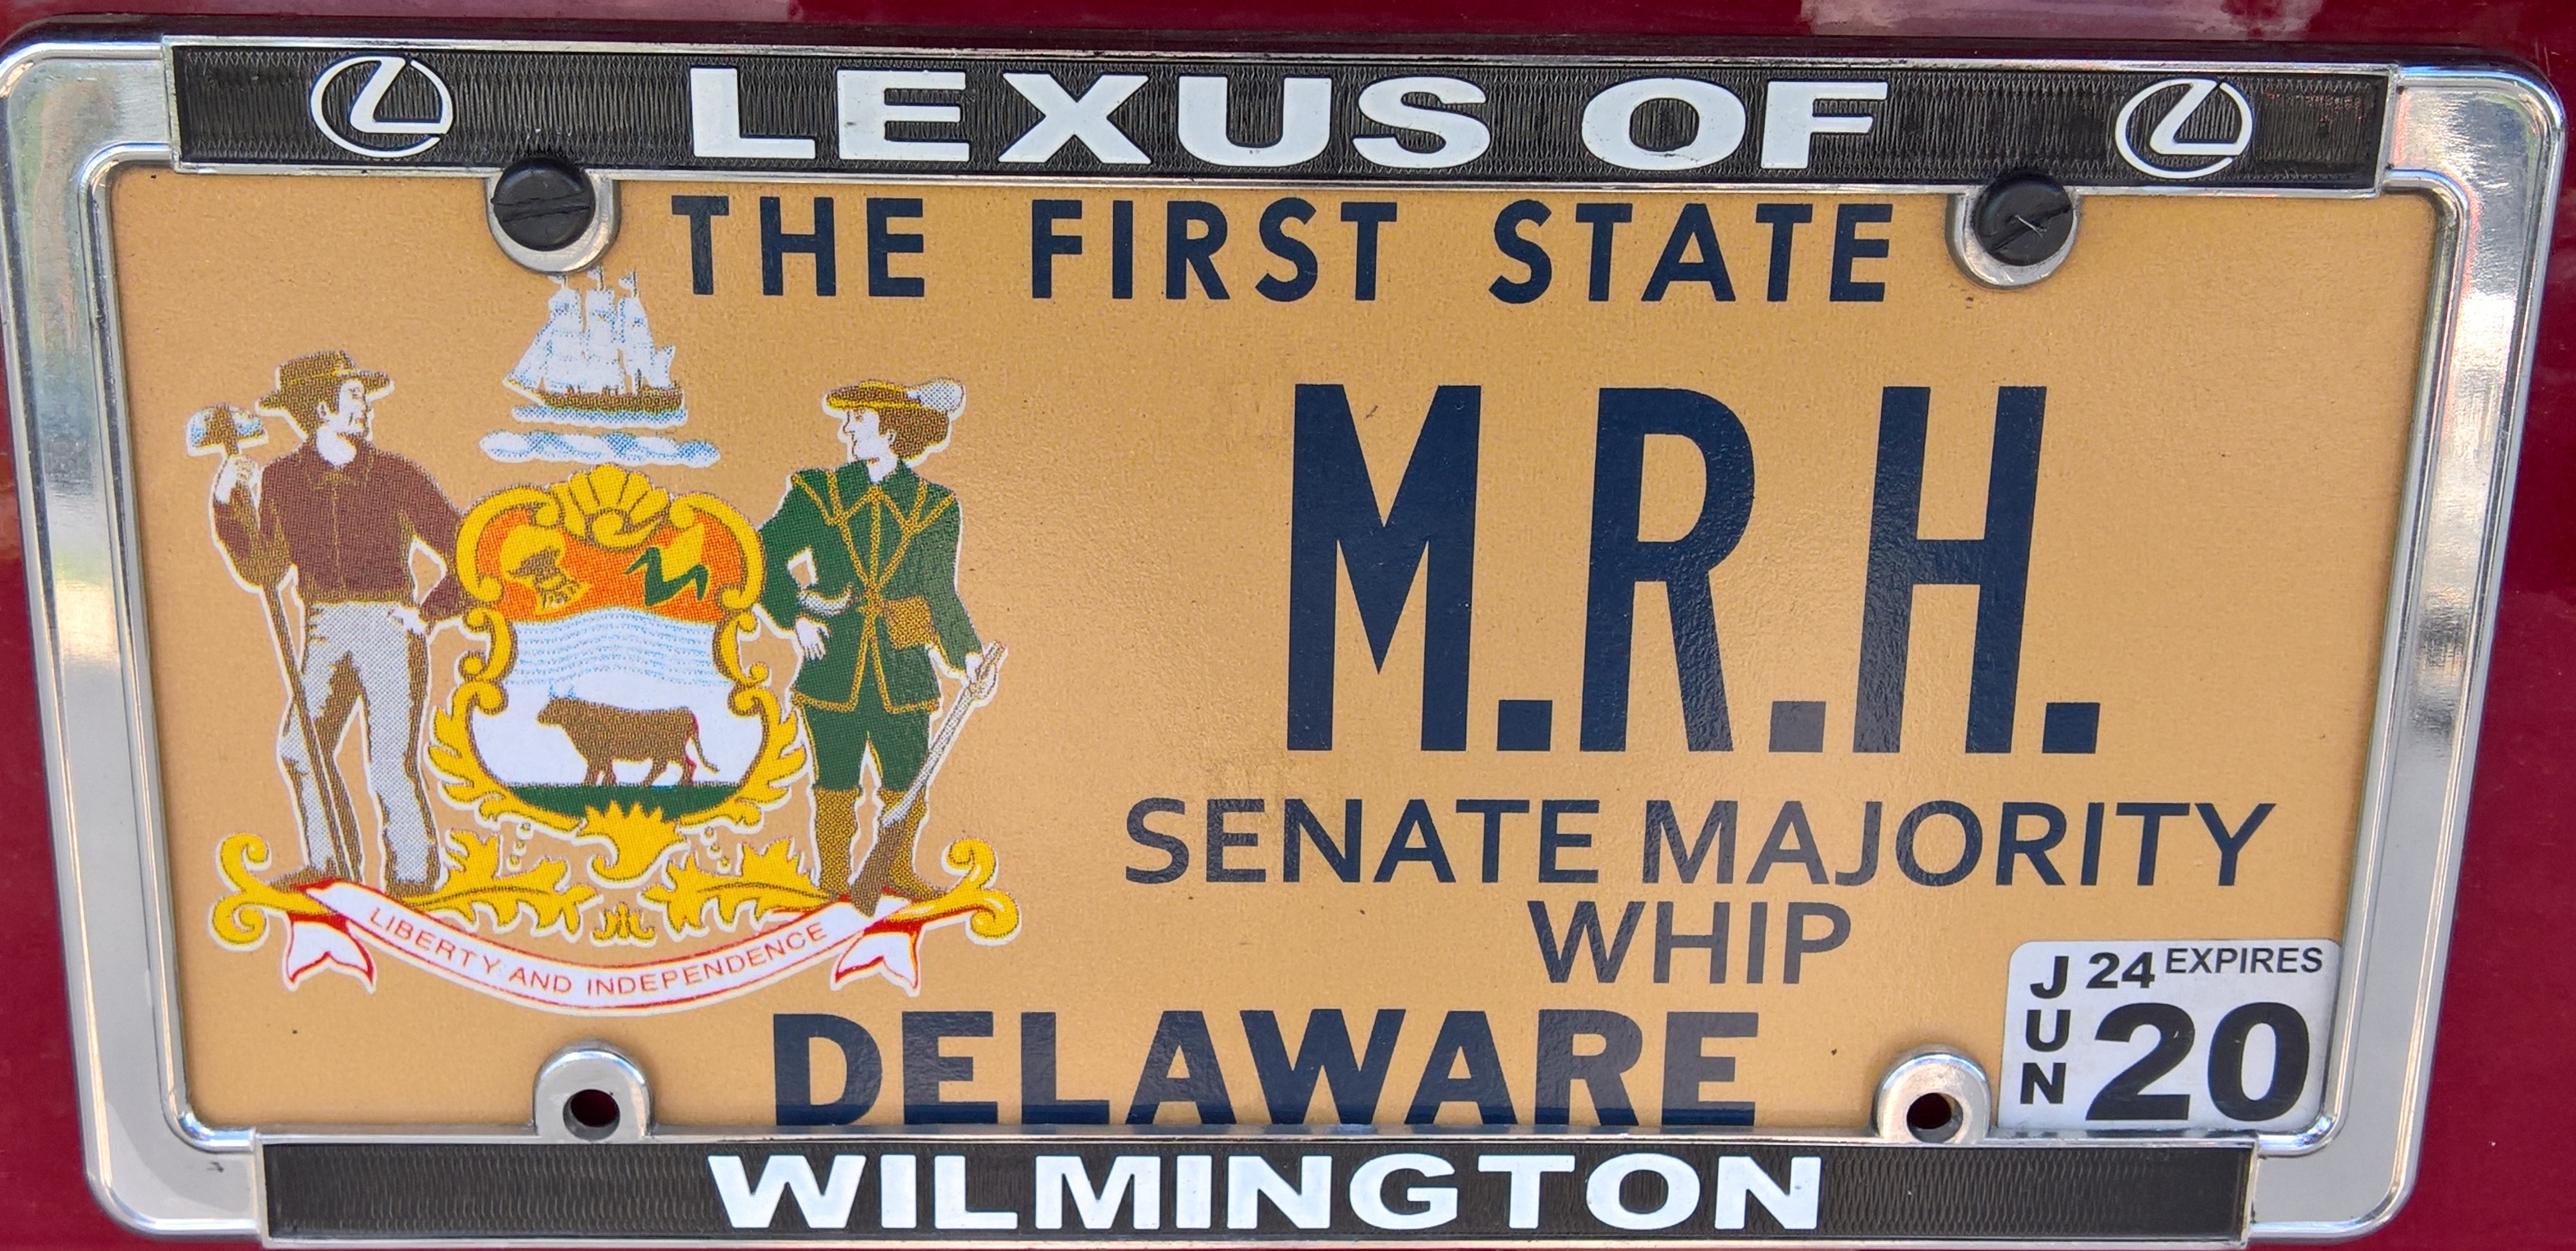 LEXUS OF
THE FIRST STATE
M.R.H.
SENATE MAJORITY
WHIP
LIBERTY AND INDEPENDENCE
DELAWARE
JUN
24 EXPIRES
20
WILMINGTON